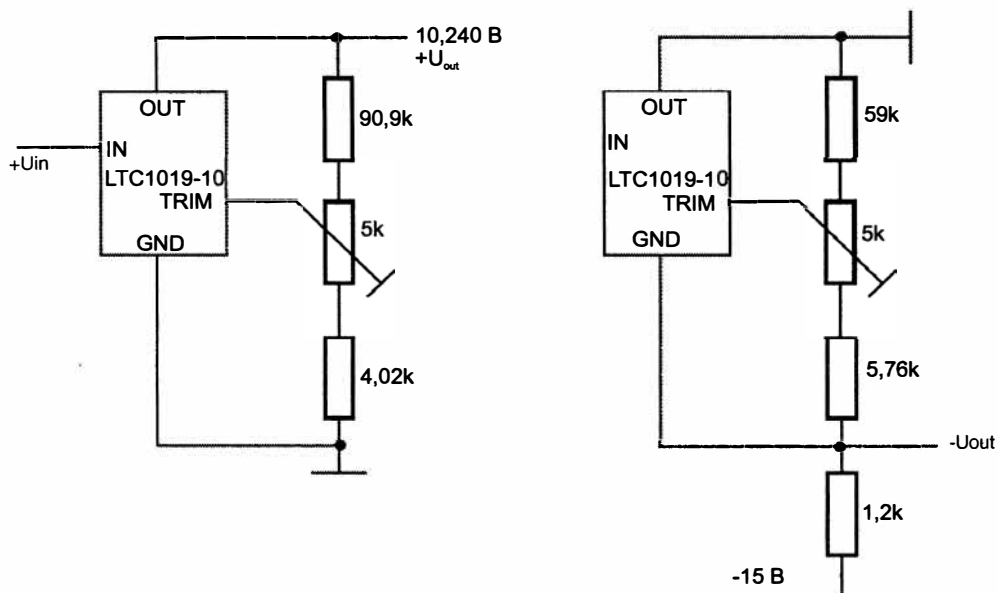 10,240 В
+Uout
OUT
90,9k
IN
+Uin
LTC1019-10
TRIM
5k
GND
4,02k
OUT
59k
IN
LTC1019-10
TRIM
5k
GND
5,76k
-Uout
1,2k
-15 В